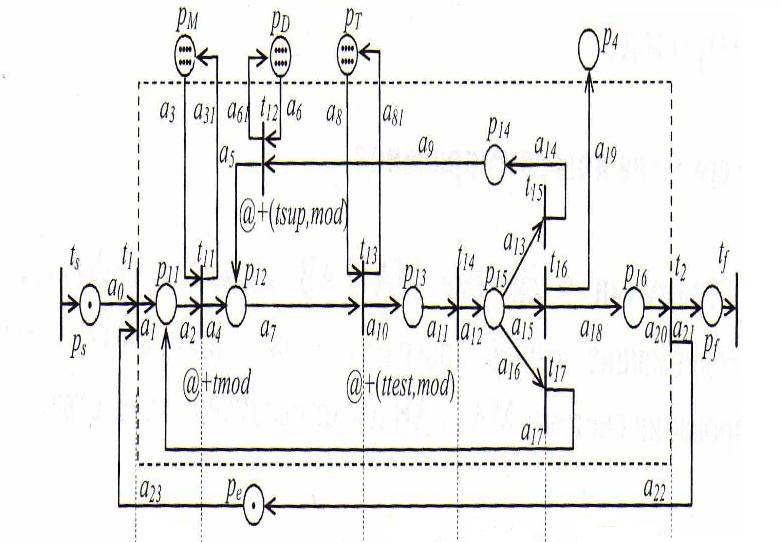 p_M p_D p_T p_4
a_3 a_31 a_61 t_12 a_6 a_8 a_81 p_14 a_14 a_19
a_5 a_9 t_15
@+(tsup,mod)
t_s t_1 p_11 t_11 p_12 t_13 p_13 t_14 p_15 a_13 t_16 p_16 t_2 t_f
a_0 a_1 a_2 a_4 a_7 a_10 a_11 a_12 a_15 a_18 a_20 a_21
p_s a_16 p_f
@+tmod @+(ttest,mod) t_17
a_17
a_23 p_e a_22